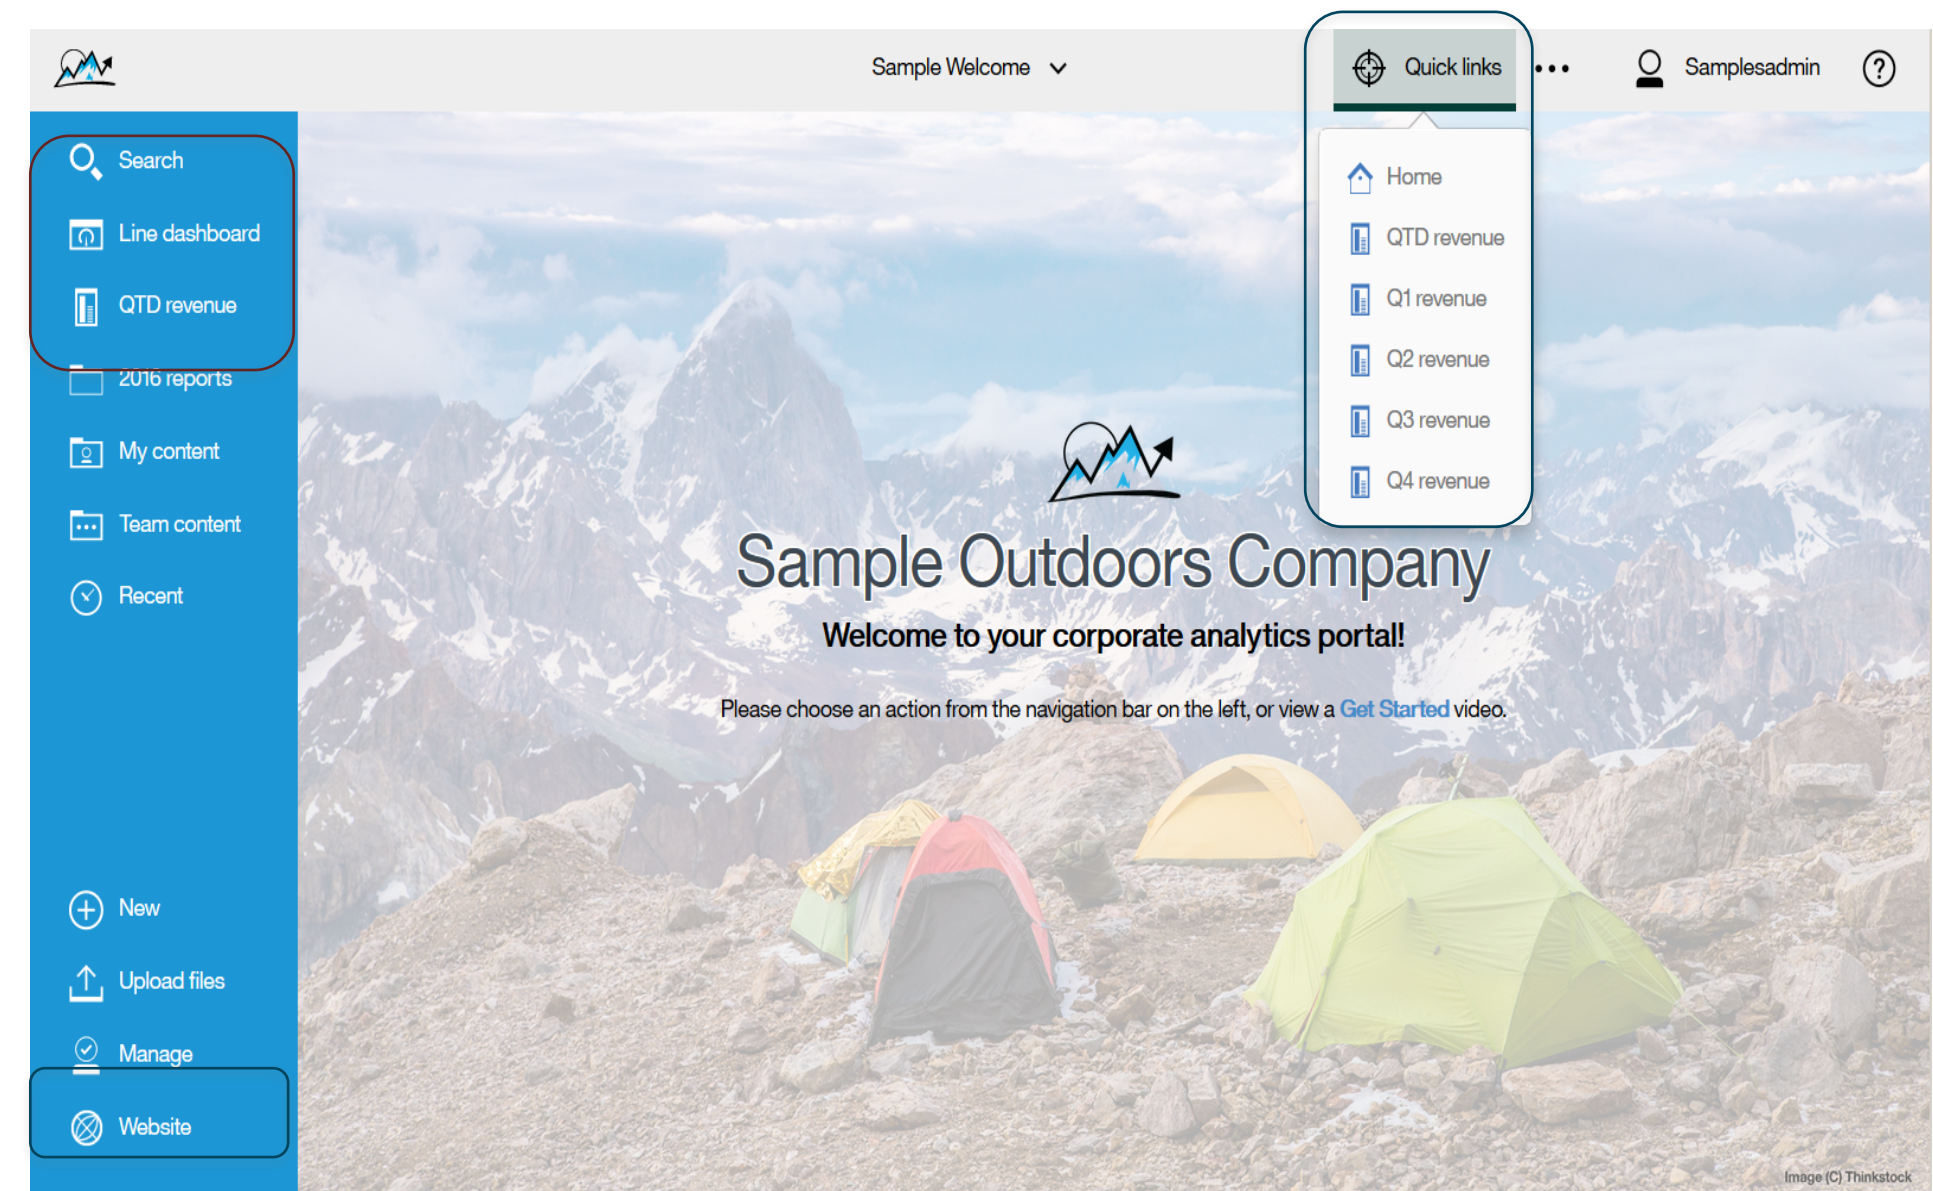 Sample Welcome
Quick links
Samplesadmin
Search
Line dashboard
QTD revenue
2016 reports
My content
Team content
Recent
New
Upload files
Manage
Website
Home
QTD revenue
Q1 revenue
Q2 revenue
Q3 revenue
Q4 revenue
Sample Outdoors Company
Welcome to your corporate analytics portal!
Please choose an action from the navigation bar on the left, or view a Get Started video.
Image (C) Thinkstock